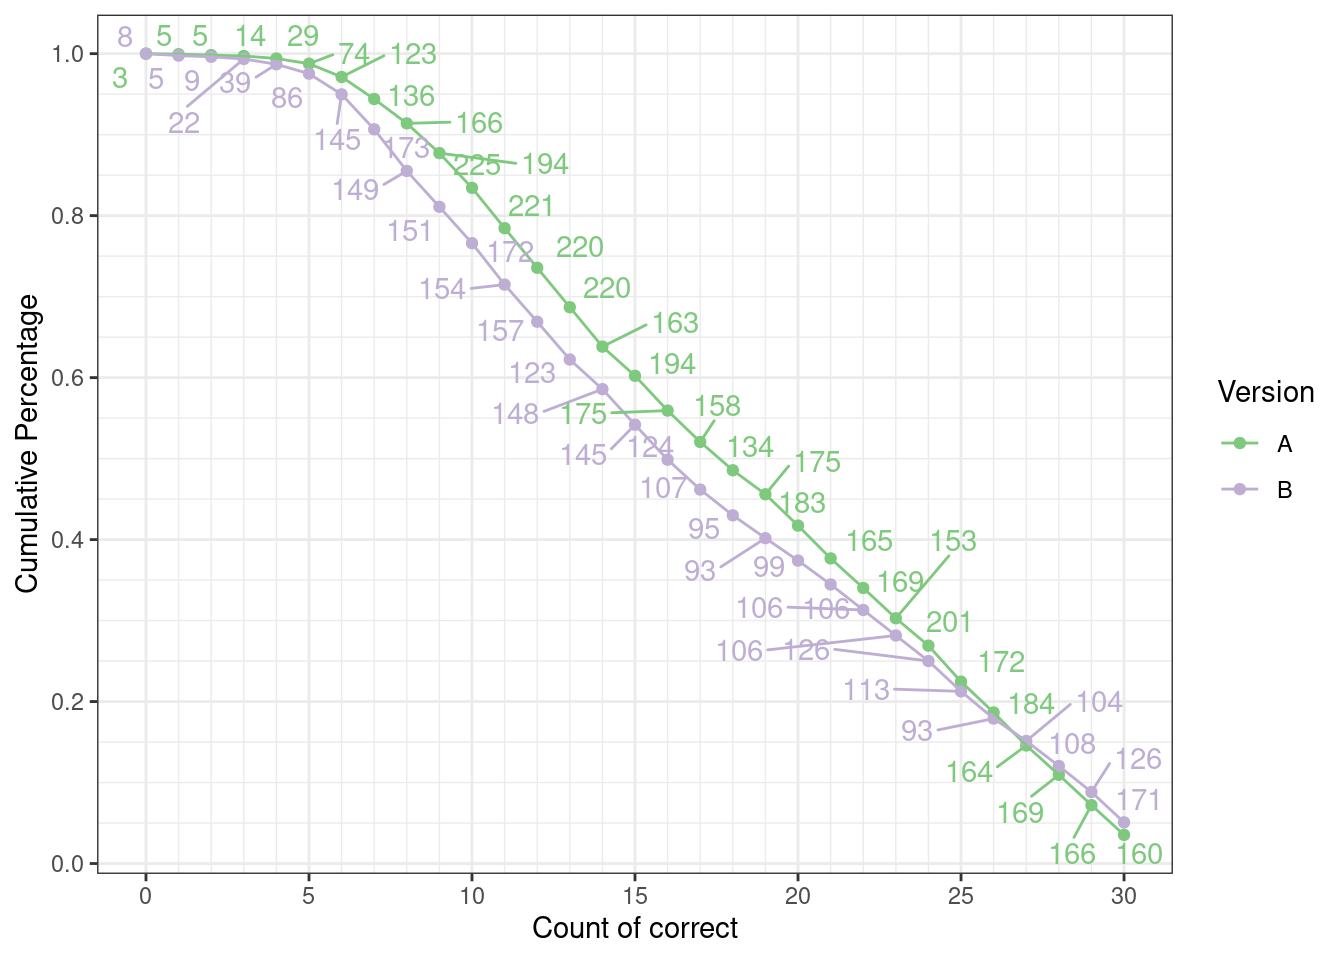 8 5 5 14 29
1.0 74 123
3 5 9 39
86 136
22 166
145 173
225 194
149
0.8 221
151
172 220
154 220
157 163
0.6 123 194
148 175 158
145 124 134
175
107 183
95
0.4 165 153
93 99
169
106 106
201
106 126
172
113
0.2 184 104
93
108
164 126
171
169
0.0 166 160
0 5 10 15 20 25 30
Count of correct
Cumulative Percentage
Version
A
B